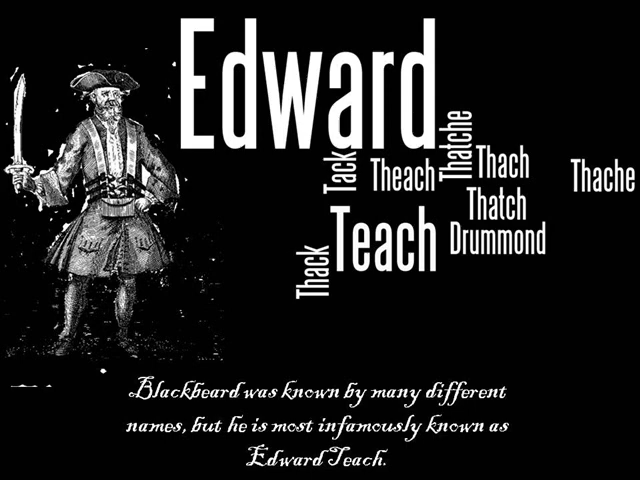 Edward
Tack
Theach
Thatche
Thach
Thache
Thatch
Thack
Teach
Drummond
Blackbeard was known by many different
names, but he is most infamously known as
Edward Teach.